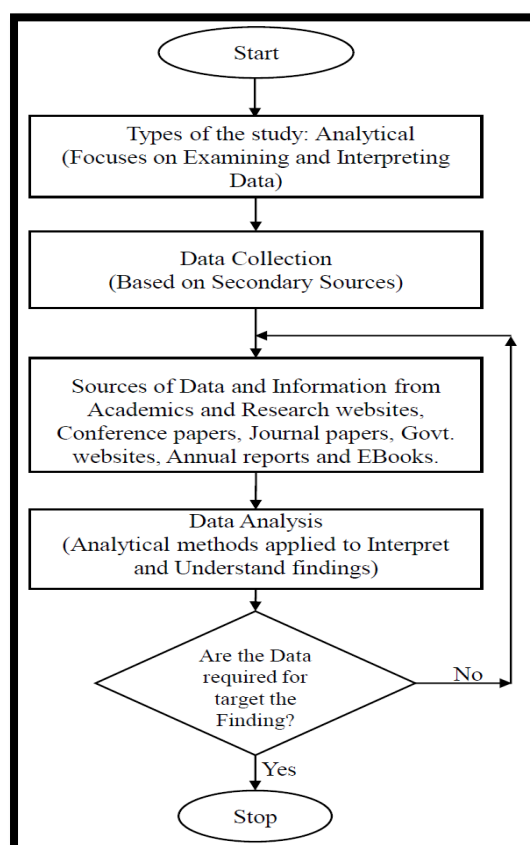 Start
Types of the study: Analytical
(Focuses on Examining and Interpreting
Data)
Data Collection
(Based on Secondary Sources)
Sources of Data and Information from
Academics and Research websites,
Conference papers, Journal papers, Govt.
websites, Annual reports and EBooks.
Data Analysis
(Analytical methods applied to Interpret
and Understand findings)
Are the Data
required for
target the
Finding?
No
Yes
Stop